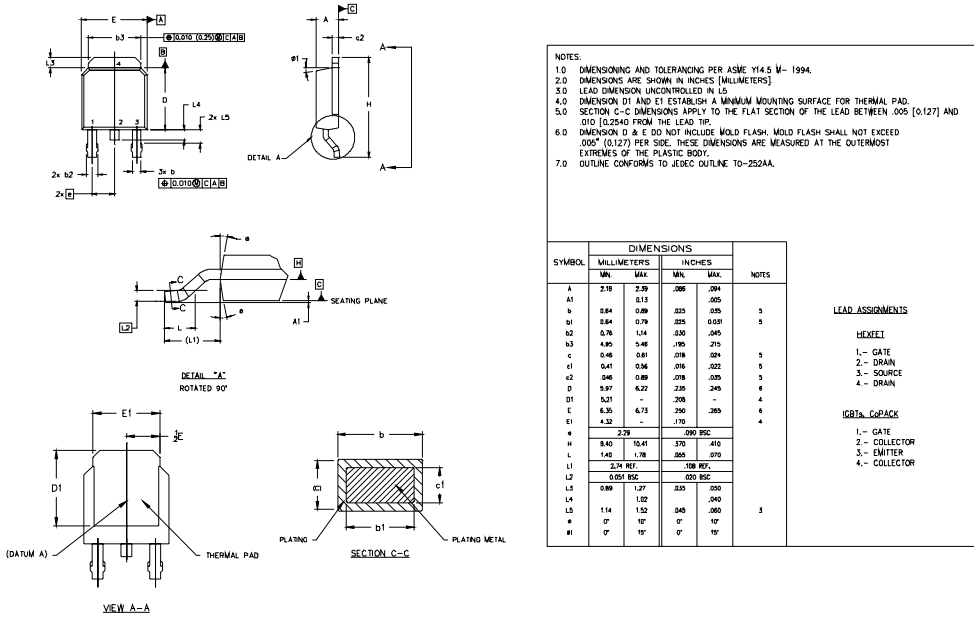 E
A
b3
⌖ 0.010 (0.25) Ⓜ C A B
L3
4
B
D
L4
2x L5
1 2 3
2x b2
3x b
⌖ 0.010 Ⓜ C A B
2x e
C
A
c2
ø1
A
H
DETAIL A
A
ø
C
H
C
SEATING PLANE
L2
L
ø
A1
(L1)
DETAIL "A"
ROTATED 90°
E1
½E
D1
(DATUM A)
THERMAL PAD
VIEW A-A
b
(c)
c1
b1
PLATING
PLATING METAL
SECTION C-C
NOTES:
1.0 DIMENSIONING AND TOLERANCING PER ASME Y14.5 M- 1994.
2.0 DIMENSIONS ARE SHOWN IN INCHES [MILLIMETERS].
3.0 LEAD DIMENSION UNCONTROLLED IN L5
4.0 DIMENSION D1 AND E1 ESTABLISH A MINIMUM MOUNTING SURFACE FOR THERMAL PAD.
5.0 SECTION C-C DIMENSIONS APPLY TO THE FLAT SECTION OF THE LEAD BETWEEN .005 [0.127] AND
.010 [0.2540 FROM THE LEAD TIP.
6.0 DIMENSION D & E DO NOT INCLUDE MOLD FLASH. MOLD FLASH SHALL NOT EXCEED
.005" (0.127) PER SIDE. THESE DIMENSIONS ARE MEASURED AT THE OUTERMOST
EXTREMES OF THE PLASTIC BODY.
7.0 OUTLINE CONFORMS TO JEDEC OUTLINE TO-252AA.
DIMENSIONS
SYMBOL MILLIMETERS INCHES
MIN. MAX. MIN. MAX. NOTES
A 2.18 2.39 .086 .094
A1 0.13 .005
b 0.64 0.89 .025 .035 5
b1 0.64 0.79 .025 0.031 5
b2 0.76 1.14 .030 .045
b3 4.95 5.46 .195 .215
c 0.46 0.61 .018 .024 5
c1 0.41 0.56 .016 .022 5
c2 .046 0.89 .018 .035 5
D 5.97 6.22 .235 .245 6
D1 5.21 - .205 - 4
E 6.35 6.73 .250 .265 6
E1 4.32 - .170 4
e 2.29 .090 BSC
H 9.40 10.41 .370 .410
L 1.40 1.78 .055 .070
L1 2.74 REF. .108 REF.
L2 0.051 BSC .020 BSC
L3 0.89 1.27 .035 .050
L4 1.02 .040
L5 1.14 1.52 .045 .060 3
ø 0° 10° 0° 10°
ø1 0° 15° 0° 15°
LEAD ASSIGNMENTS
HEXFET
1.- GATE
2.- DRAIN
3.- SOURCE
4.- DRAIN
IGBTs, CoPACK
1.- GATE
2.- COLLECTOR
3.- EMITTER
4.- COLLECTOR